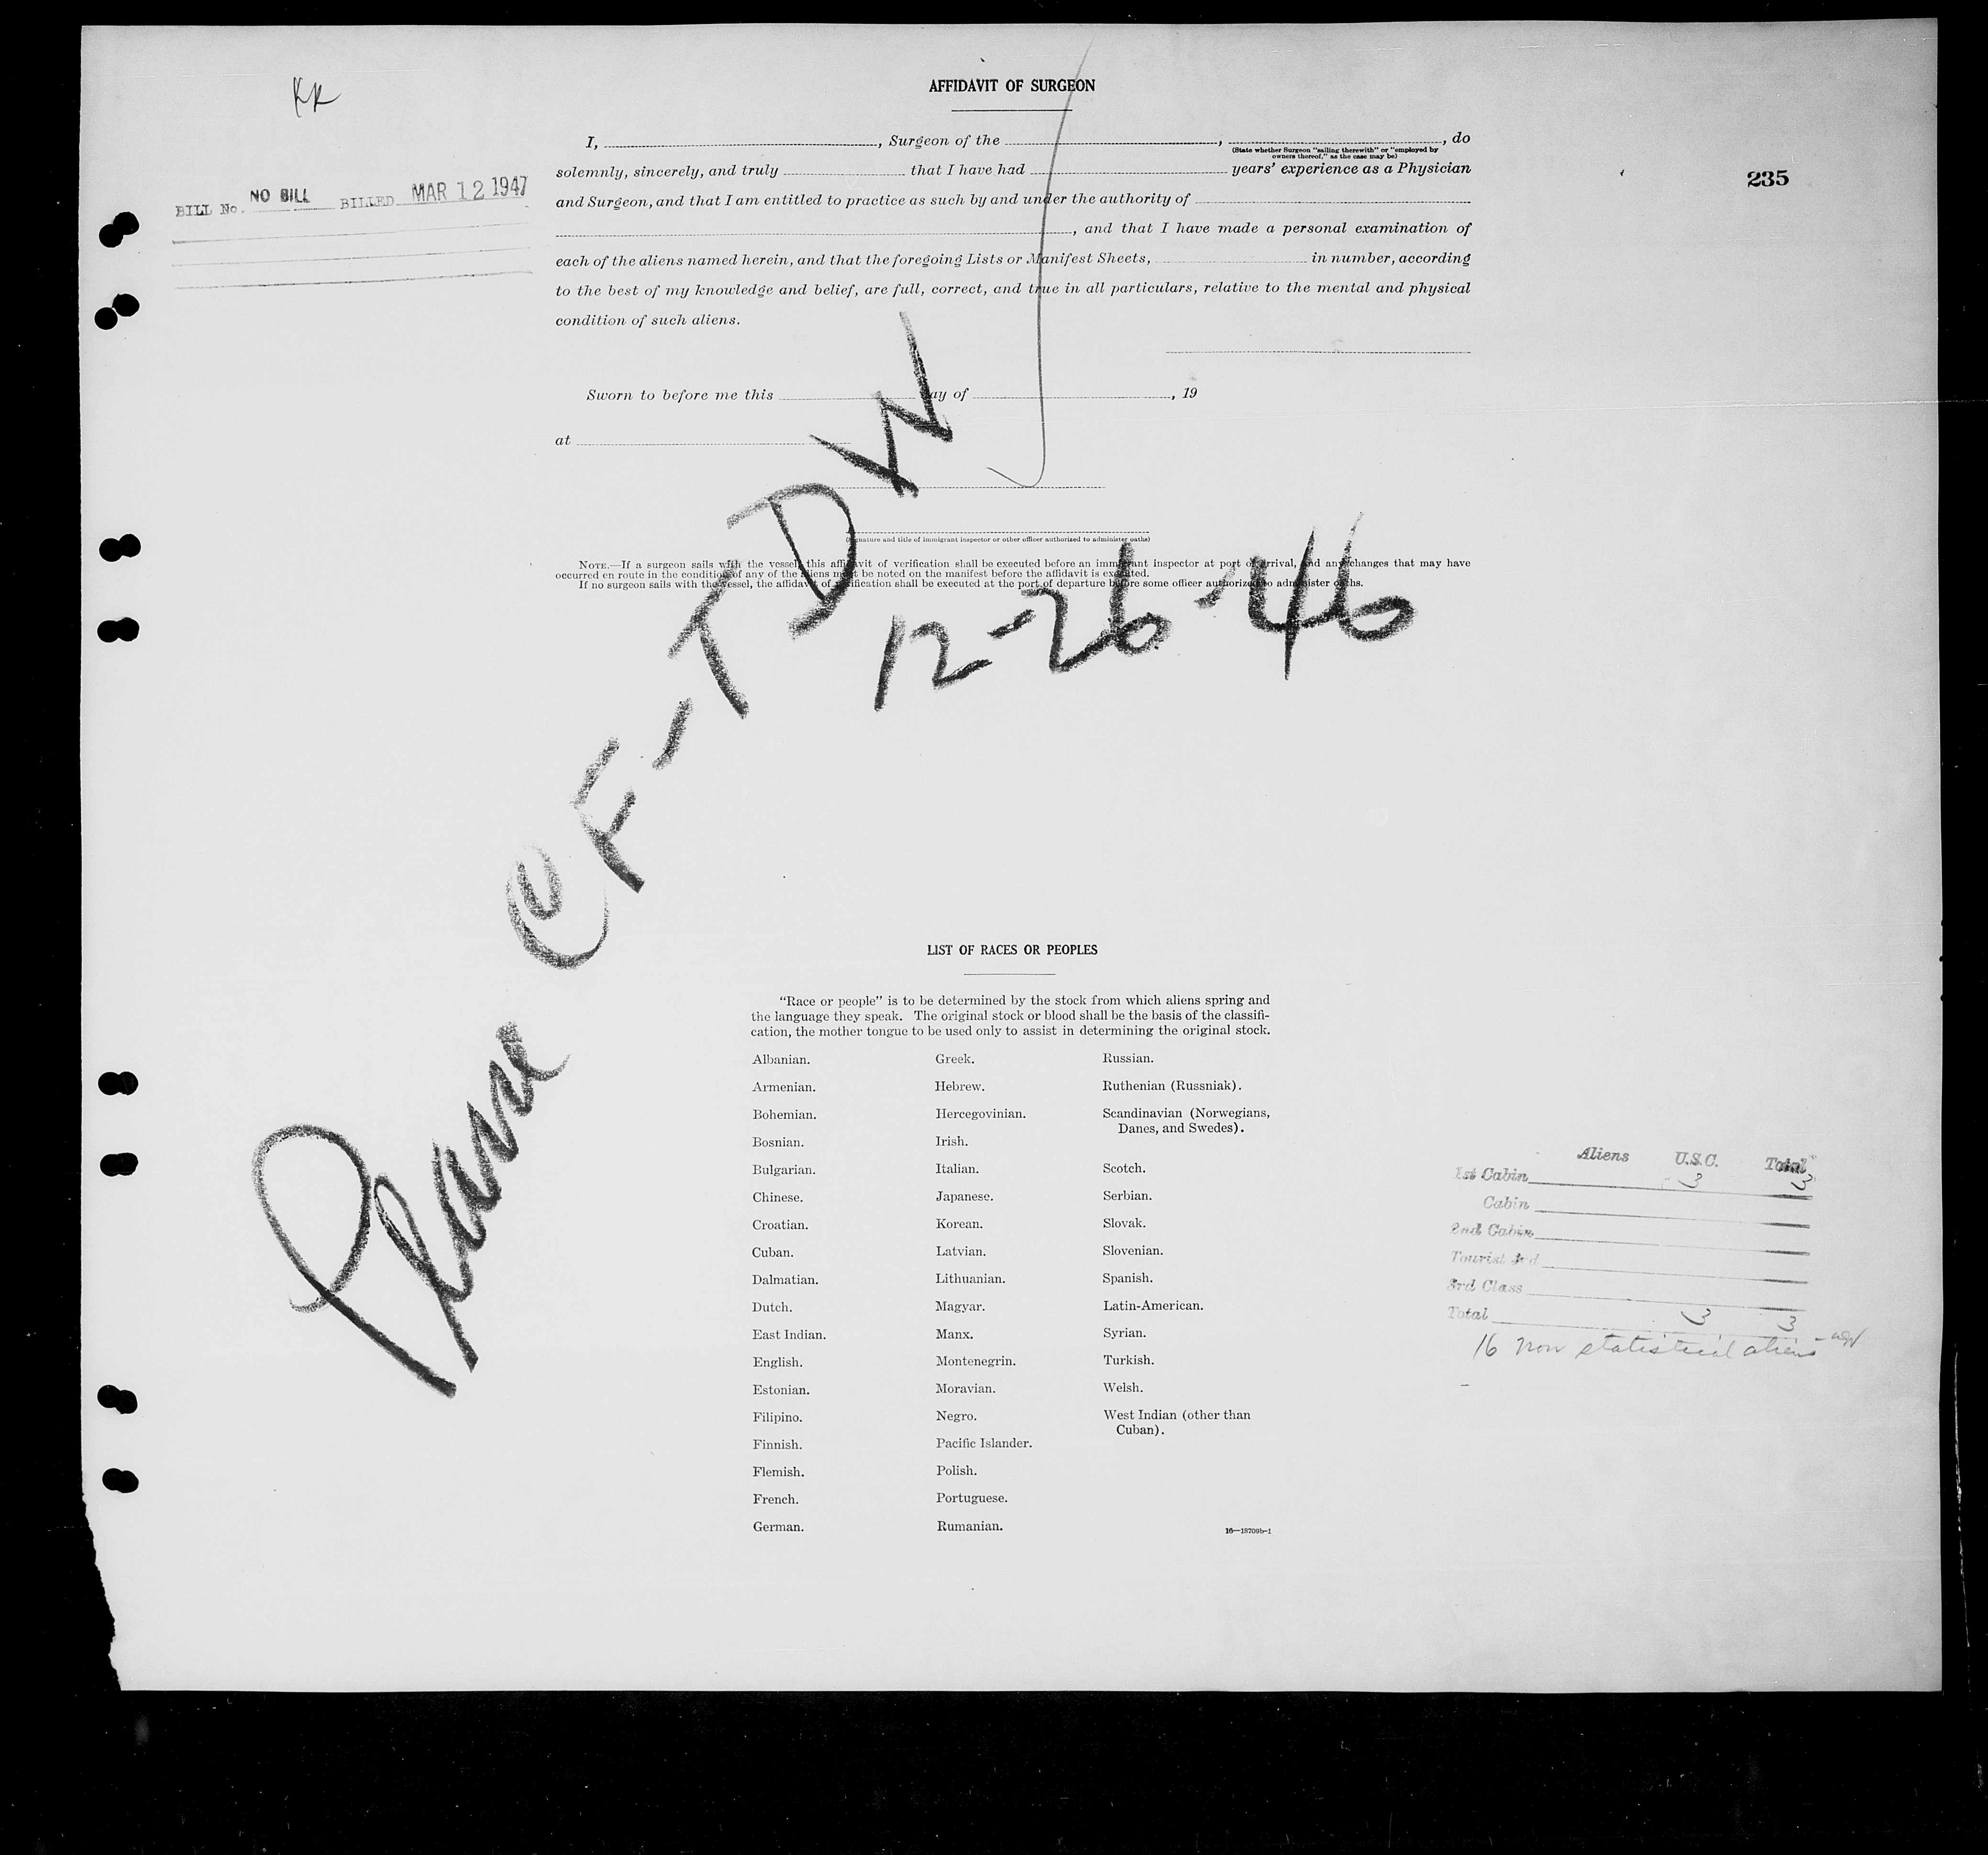 KR
AFFIDAVIT OF SURGEON
I, , Surgeon of the , , do
(State whether Surgeon "sailing therewith" or "employed by
owners thereof," as the case may be)
solemnly, sincerely, and truly that I have had years' experience as a Physician
235
BILL No. NO BILL BILLED MAR 12 1947
and Surgeon, and that I am entitled to practice as such by and under the authority of
, and that I have made a personal examination of
each of the aliens named herein, and that the foregoing Lists or Manifest Sheets, in number, according
to the best of my knowledge and belief, are full, correct, and true in all particulars, relative to the mental and physical
condition of such aliens.
Sworn to before me this day of , 19
at
(Signature and title of immigrant inspector or other officer authorized to administer oaths)
NOTE.—If a surgeon sails with the vessel, this affidavit of verification shall be executed before an immigrant inspector at port of arrival, and any changes that may have
occurred en route in the condition of any of the aliens must be noted on the manifest before the affidavit is executed.
If no surgeon sails with the vessel, the affidavit of verification shall be executed at the port of departure before some officer authorized to administer oaths.
Plane CF-TDW
12-26-46
LIST OF RACES OR PEOPLES
"Race or people" is to be determined by the stock from which aliens spring and
the language they speak. The original stock or blood shall be the basis of the classifi-
cation, the mother tongue to be used only to assist in determining the original stock.
Albanian.
Armenian.
Bohemian.
Bosnian.
Bulgarian.
Chinese.
Croatian.
Cuban.
Dalmatian.
Dutch.
East Indian.
English.
Estonian.
Filipino.
Finnish.
Flemish.
French.
German.
Greek.
Hebrew.
Hercegovinian.
Irish.
Italian.
Japanese.
Korean.
Latvian.
Lithuanian.
Magyar.
Manx.
Montenegrin.
Moravian.
Negro.
Pacific Islander.
Polish.
Portuguese.
Rumanian.
Russian.
Ruthenian (Russniak).
Scandinavian (Norwegians,
Danes, and Swedes).
Scotch.
Serbian.
Slovak.
Slovenian.
Spanish.
Latin-American.
Syrian.
Turkish.
Welsh.
West Indian (other than
Cuban).
16—18709b-1
Aliens U.S.C. Total
1st Cabin 3 3
Cabin
2nd Cabin
Tourist 3rd
3rd Class
Total 3 3
16 non statistical aliens